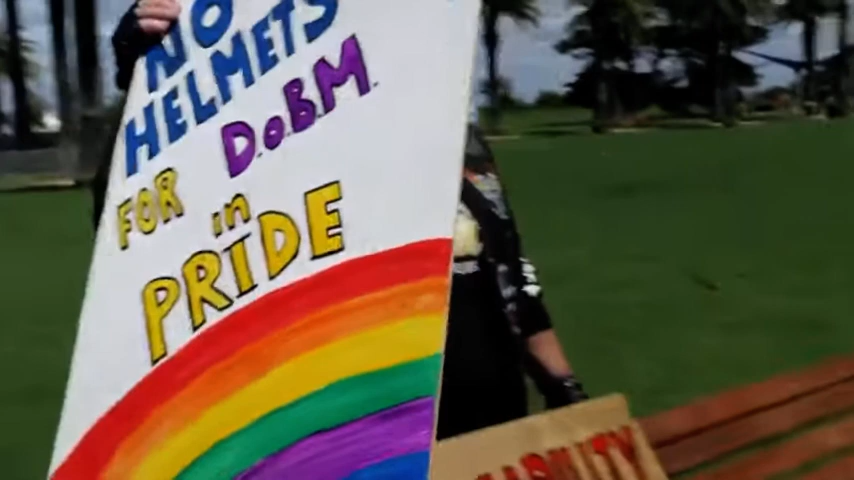 NO
HELMETS
FOR D.O.B.M.
in
PRIDE